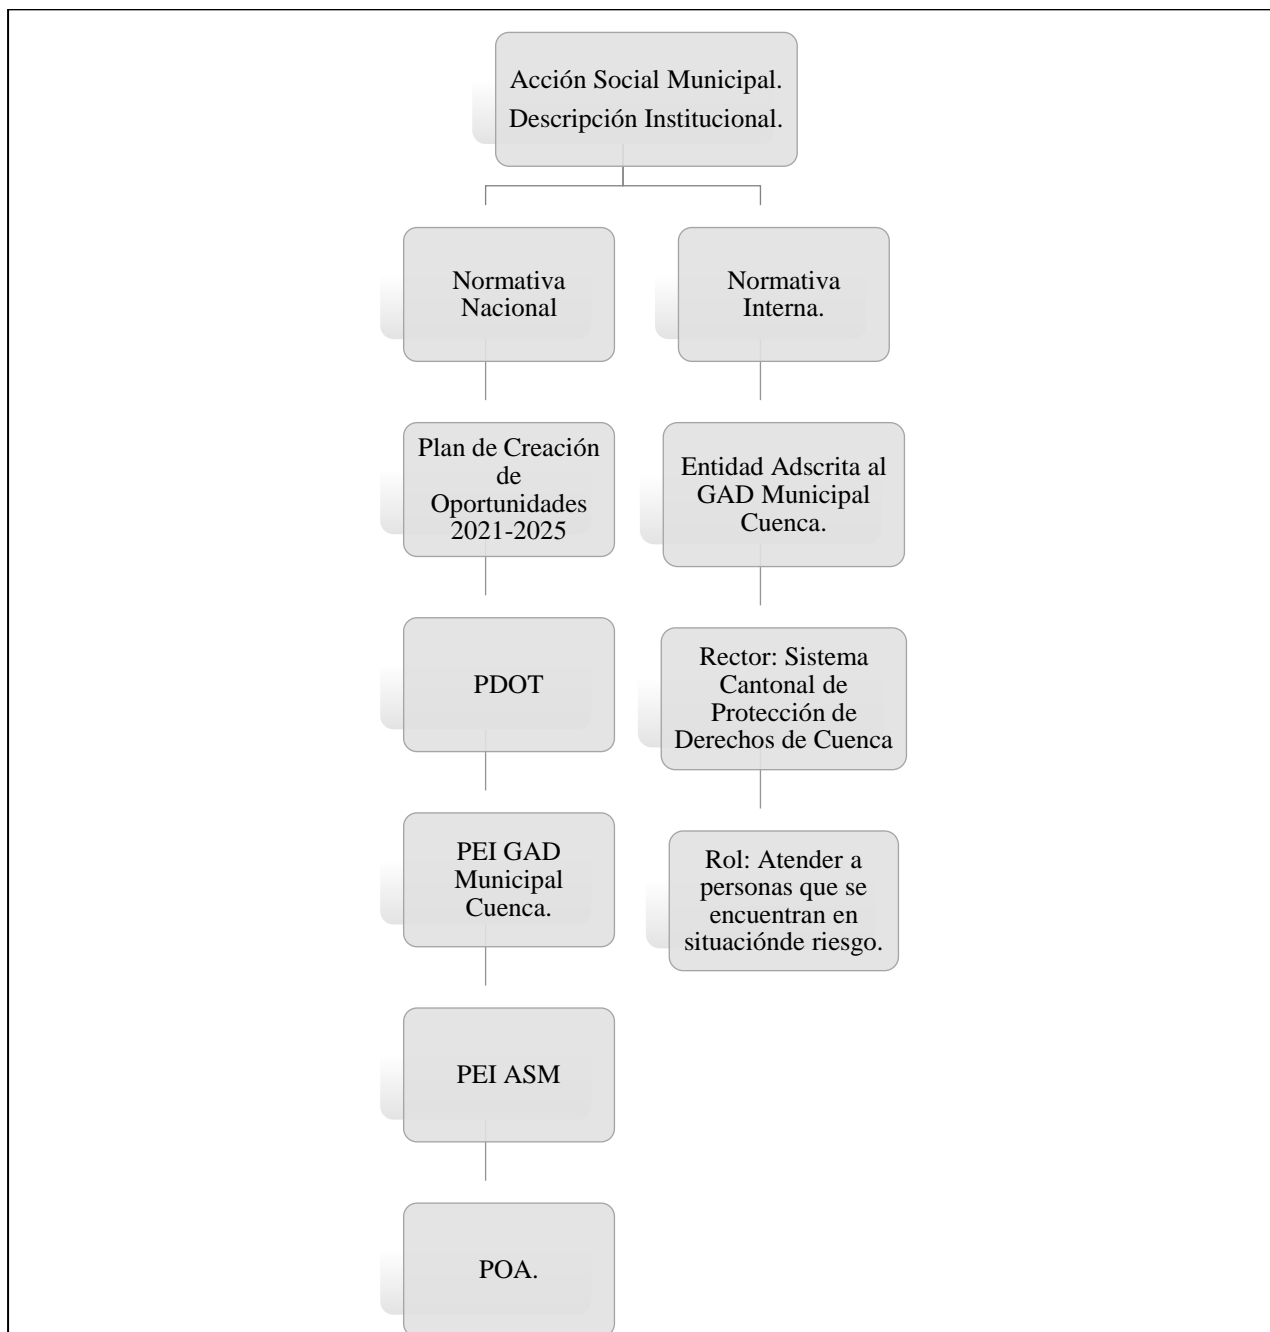 Acción Social Municipal.
Descripción Institucional.
Normativa
Nacional
Normativa
Interna.
Plan de Creación
de
Oportunidades
2021-2025
Entidad Adscrita al
GAD Municipal
Cuenca.
PDOT
Rector: Sistema
Cantonal de
Protección de
Derechos de Cuenca
PEI GAD
Municipal
Cuenca.
Rol: Atender a
personas que se
encuentran en
situaciónde riesgo.
PEI ASM
POA.